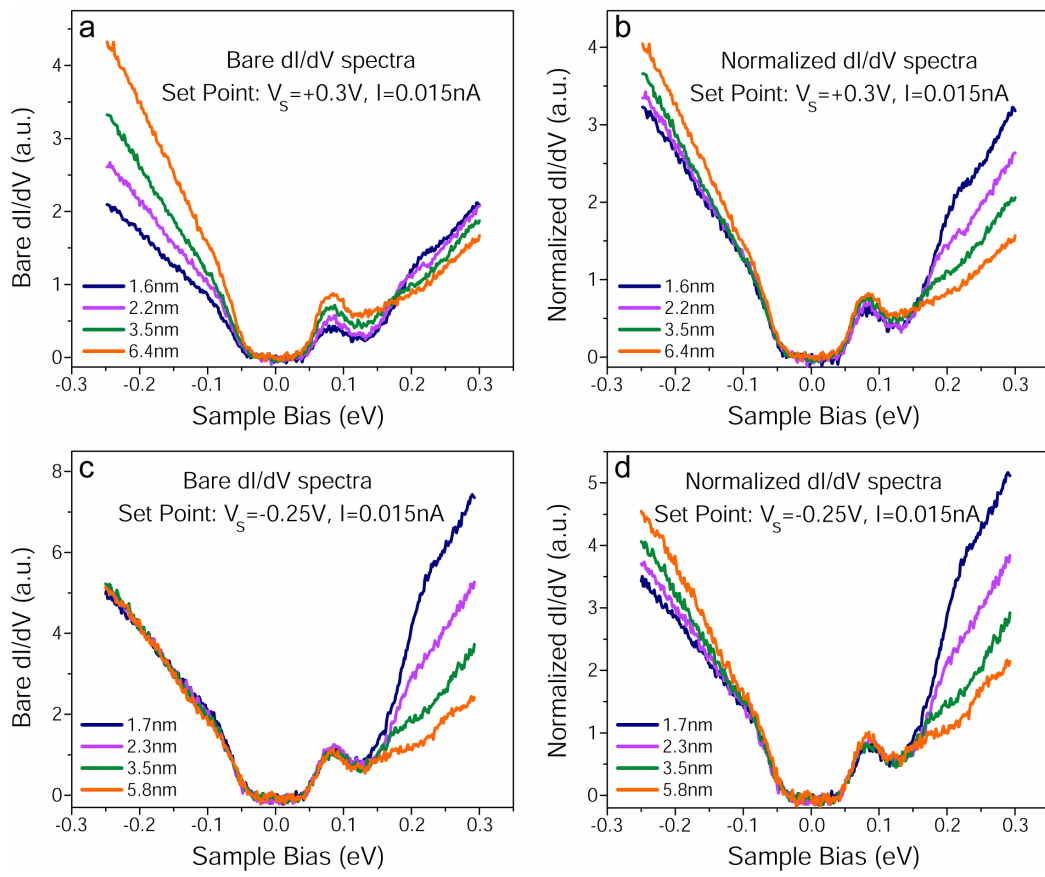 a
Bare dI/dV spectra
Set Point: VS=+0.3V, I=0.015nA
Bare dI/dV (a.u.)
4
3
2
1
0
1.6nm
2.2nm
3.5nm
6.4nm
-0.3 -0.2 -0.1 0.0 0.1 0.2 0.3
Sample Bias (eV)
b
Normalized dI/dV spectra
Set Point: VS=+0.3V, I=0.015nA
Normalized dI/dV (a.u.)
4
3
2
1
0
1.6nm
2.2nm
3.5nm
6.4nm
-0.3 -0.2 -0.1 0.0 0.1 0.2 0.3
Sample Bias (eV)
c
Bare dI/dV spectra
Set Point: VS=-0.25V, I=0.015nA
Bare dI/dV (a.u.)
8
6
4
2
0
1.7nm
2.3nm
3.5nm
5.8nm
-0.3 -0.2 -0.1 0.0 0.1 0.2 0.3
Sample Bias (eV)
d
Normalized dI/dV spectra
Set Point: VS=-0.25V, I=0.015nA
Normalized dI/dV (a.u.)
5
4
3
2
1
0
1.7nm
2.3nm
3.5nm
5.8nm
-0.3 -0.2 -0.1 0.0 0.1 0.2 0.3
Sample Bias (eV)